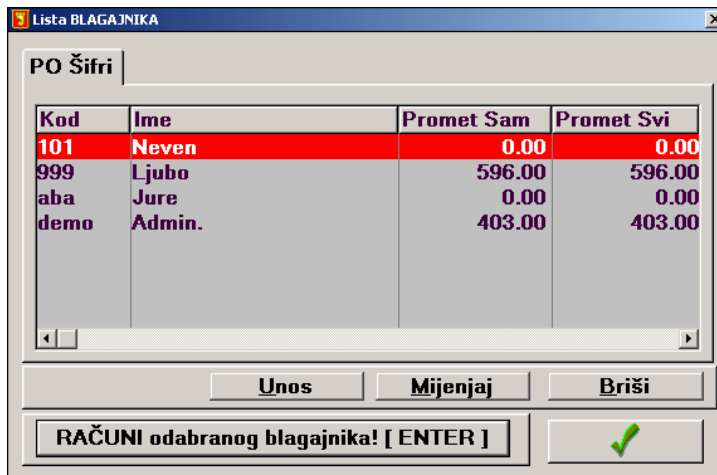 Lista BLAGAJNIKA
PO Šifri
Kod Ime Promet Sam Promet Svi
101 Neven 0.00 0.00
999 Ljubo 596.00 596.00
aba Jure 0.00 0.00
demo Admin. 403.00 403.00
Unos Mijenjaj Briši
RAČUNI odabranog blagajnika! [ ENTER ]